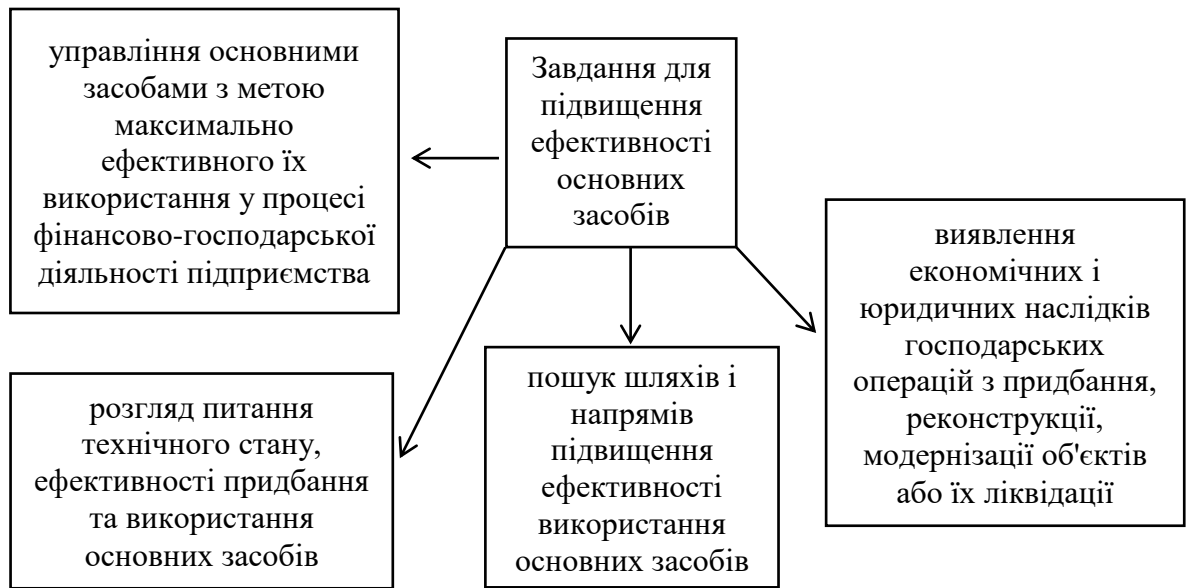 управління основними
засобами з метою
максимально
ефективного їх
використання у процесі
фінансово-господарської
діяльності підприємства
Завдання для
підвищення
ефективності
основних
засобів
виявлення
економічних і
юридичних наслідків
господарських
операцій з придбання,
реконструкції,
модернізації об'єктів
або їх ліквідації
розгляд питання
технічного стану,
ефективності придбання
та використання
основних засобів
пошук шляхів і
напрямів
підвищення
ефективності
використання
основних засобів